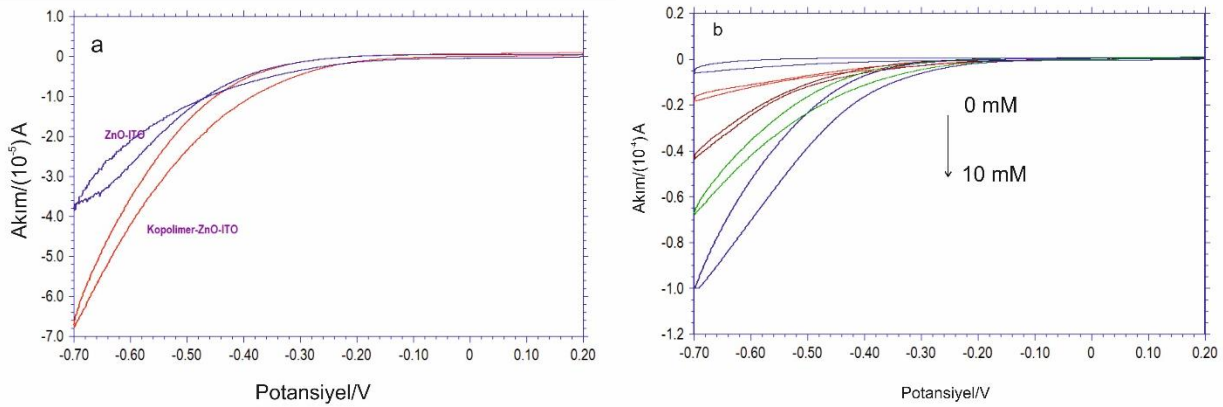 a
1.0
0
-1.0
-2.0
-3.0
-4.0
-5.0
-6.0
-7.0
Akım/(10⁻⁵) A
ZnO-ITO
Kopolimer-ZnO-ITO
-0.70 -0.60 -0.50 -0.40 -0.30 -0.20 -0.10 0 0.10 0.20
Potansiyel/V
b
0.2
0
-0.2
-0.4
-0.6
-0.8
-1.0
-1.2
Akım/(10⁻⁴) A
0 mM
10 mM
-0.70 -0.60 -0.50 -0.40 -0.30 -0.20 -0.10 0 0.10 0.20
Potansiyel/V